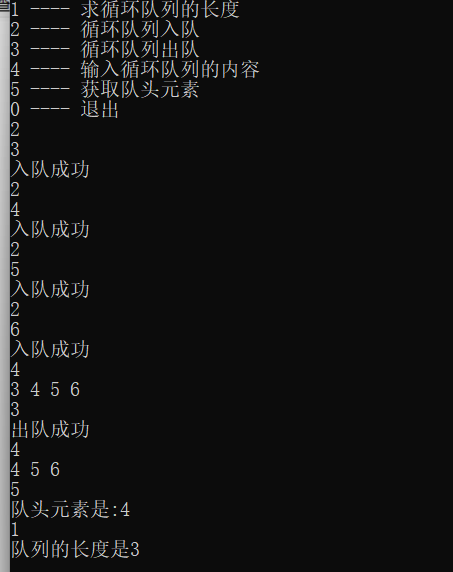 1 ---- 求循环队列的长度
2 ---- 循环队列入队
3 ---- 循环队列出队
4 ---- 输入循环队列的内容
5 ---- 获取队头元素
0 ---- 退出
2
3
入队成功
2
4
入队成功
2
5
入队成功
2
6
入队成功
4
3 4 5 6
3
出队成功
4
4 5 6
5
队头元素是:4
1
队列的长度是3